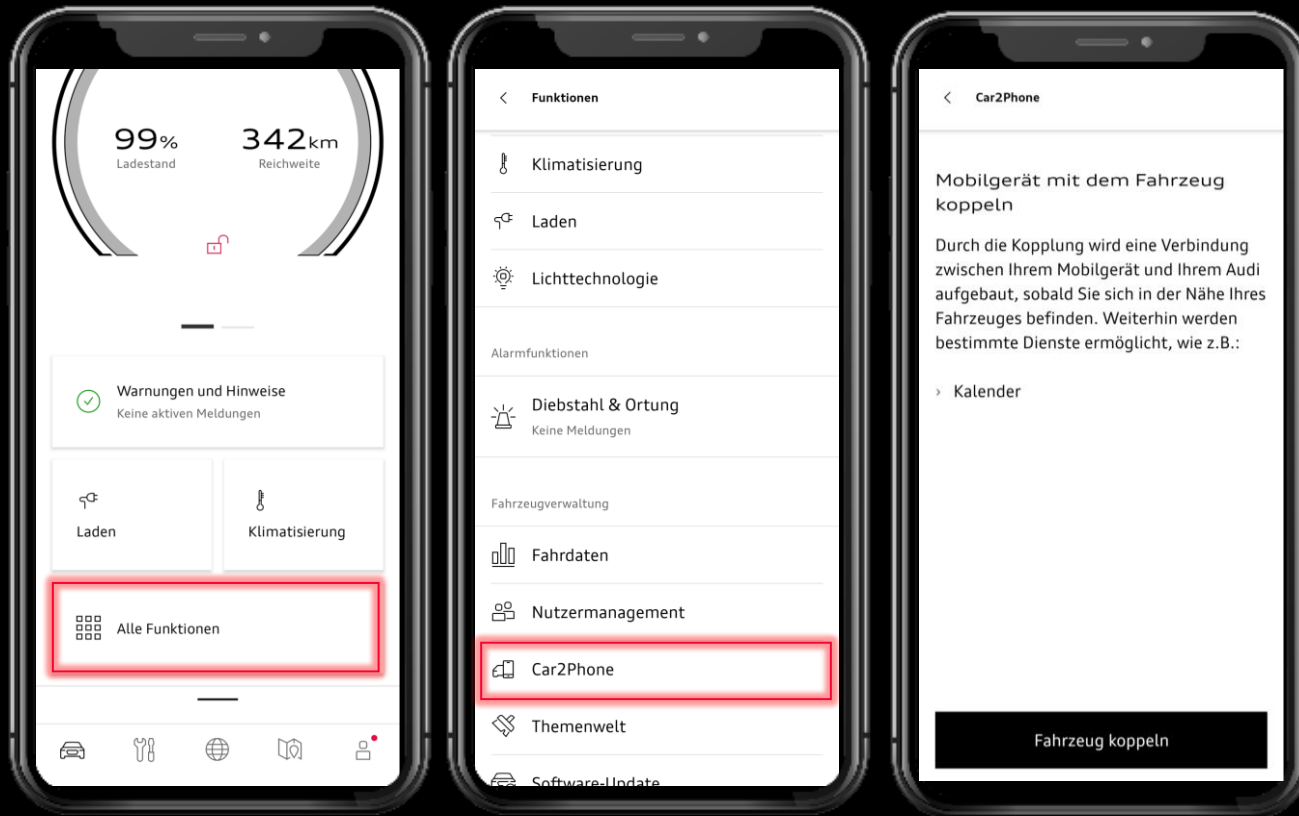 99%
342km
Ladestand
Reichweite
Warnungen und Hinweise
Keine aktiven Meldungen
Laden
Klimatisierung
Alle Funktionen
Funktionen
Klimatisierung
Laden
Lichttechnologie
Alarmfunktionen
Diebstahl & Ortung
Keine Meldungen
Fahrzeugverwaltung
Fahrdaten
Nutzermanagement
Car2Phone
Themenwelt
Software-Update
Car2Phone
Mobilgerät mit dem Fahrzeug
koppeln
Durch die Kopplung wird eine Verbindung
zwischen Ihrem Mobilgerät und Ihrem Audi
aufgebaut, sobald Sie sich in der Nähe Ihres
Fahrzeuges befinden. Weiterhin werden
bestimmte Dienste ermöglicht, wie z.B.:
› Kalender
Fahrzeug koppeln